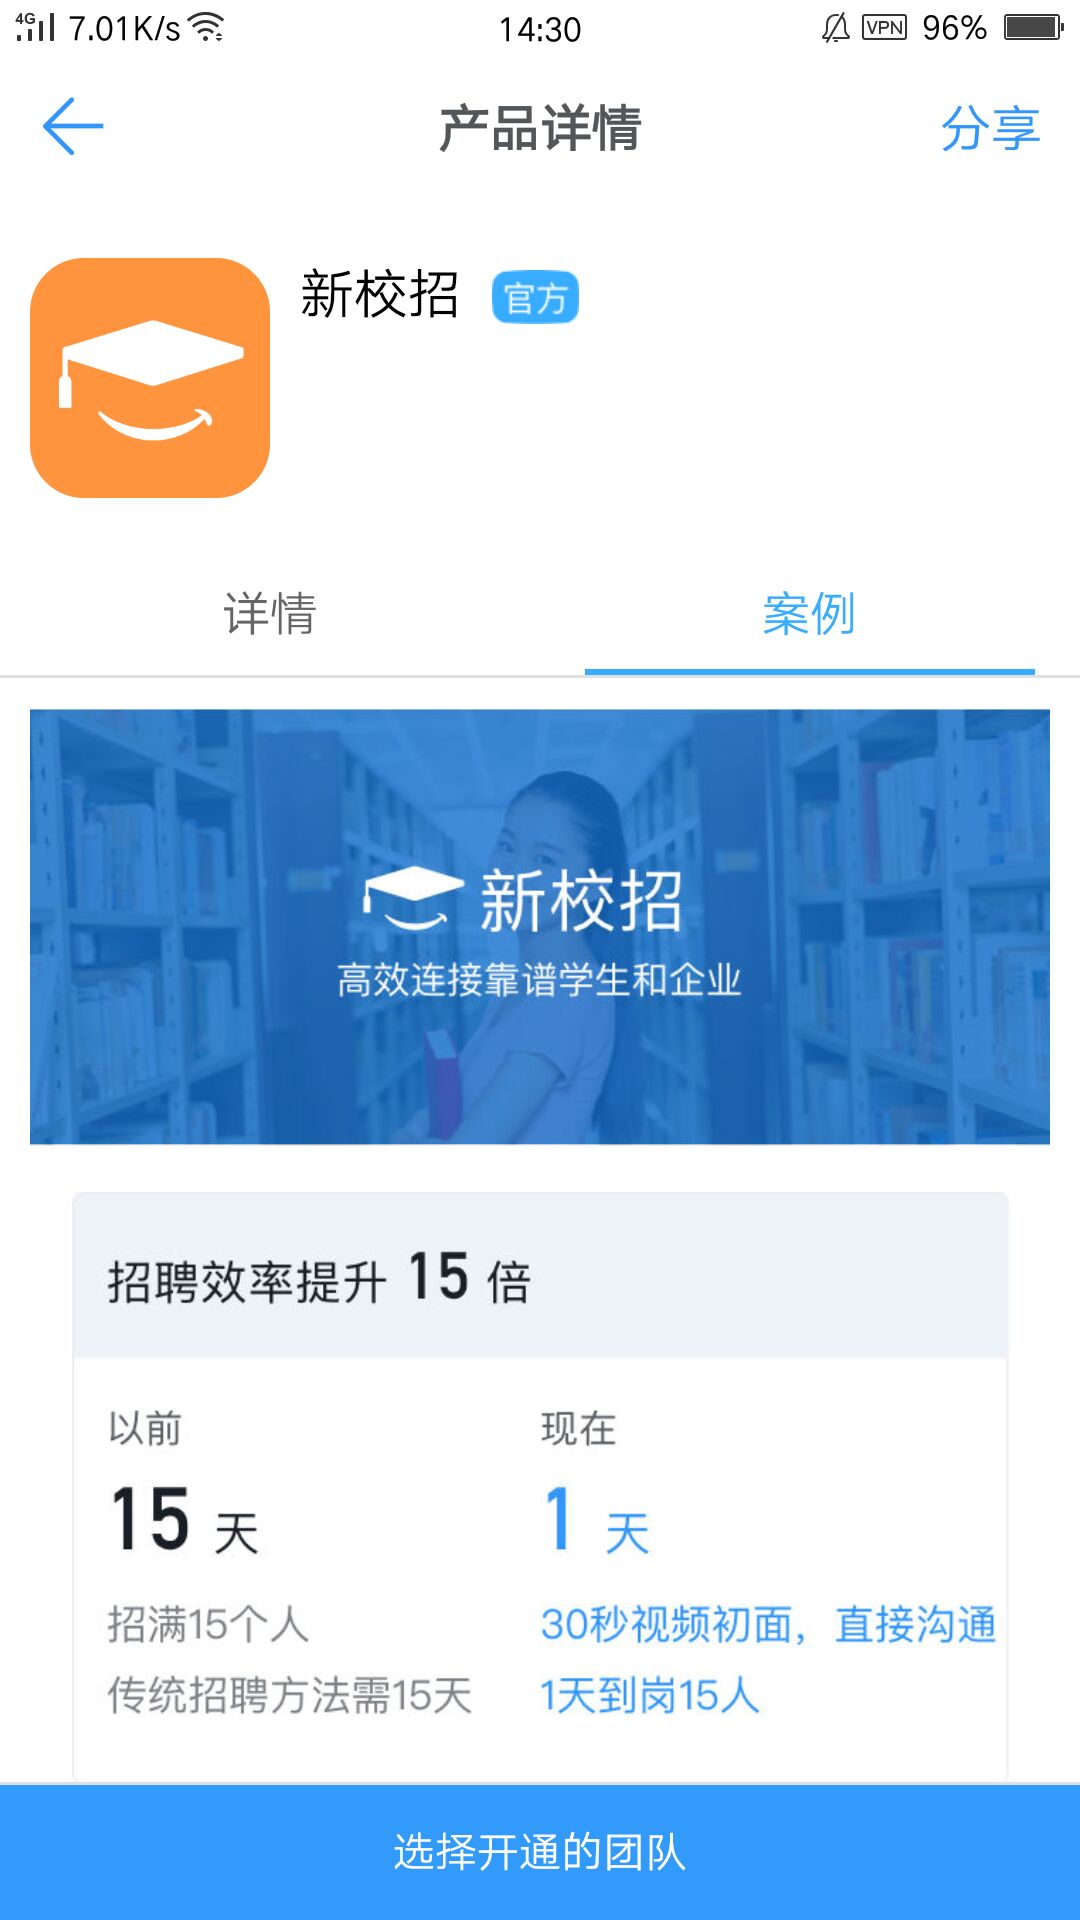 4G 7.01K/s 14:30 VPN 96%
产品详情 分享
新校招 官方
详情 案例
新校招
高效连接靠谱学生和企业
招聘效率提升 15 倍
以前 现在
15 天 1 天
招满15个人 30秒视频初面，直接沟通
传统招聘方法需15天 1天到岗15人
选择开通的团队